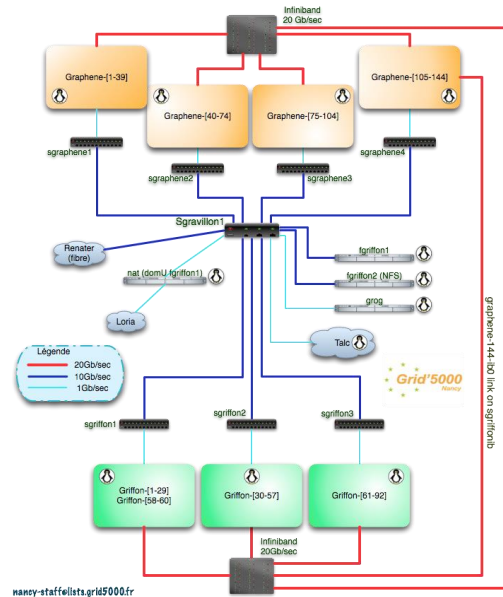 Infiniband
20 Gb/sec
Graphene-[1-39]
Graphene-[105-144]
Graphene-[40-74]
Graphene-[75-104]
sgraphene1
sgraphene4
sgraphene2
sgraphene3
Sgravillon1
Renater
(fibre)
fgriffon1
nat (domU fgriffon1)
fgriffon2 (NFS)
grog
Loria
Talc
graphene-144-ib0 link on sgriffonib
Légende
20Gb/sec
10Gb/sec
1Gb/sec
Grid'5000
Nancy
sgriffon1
sgriffon2
sgriffon3
Griffon-[1-29]
Griffon-[58-60]
Griffon-[30-57]
Griffon-[61-92]
Infiniband
20Gb/sec
nancy-staff@lists.grid5000.fr